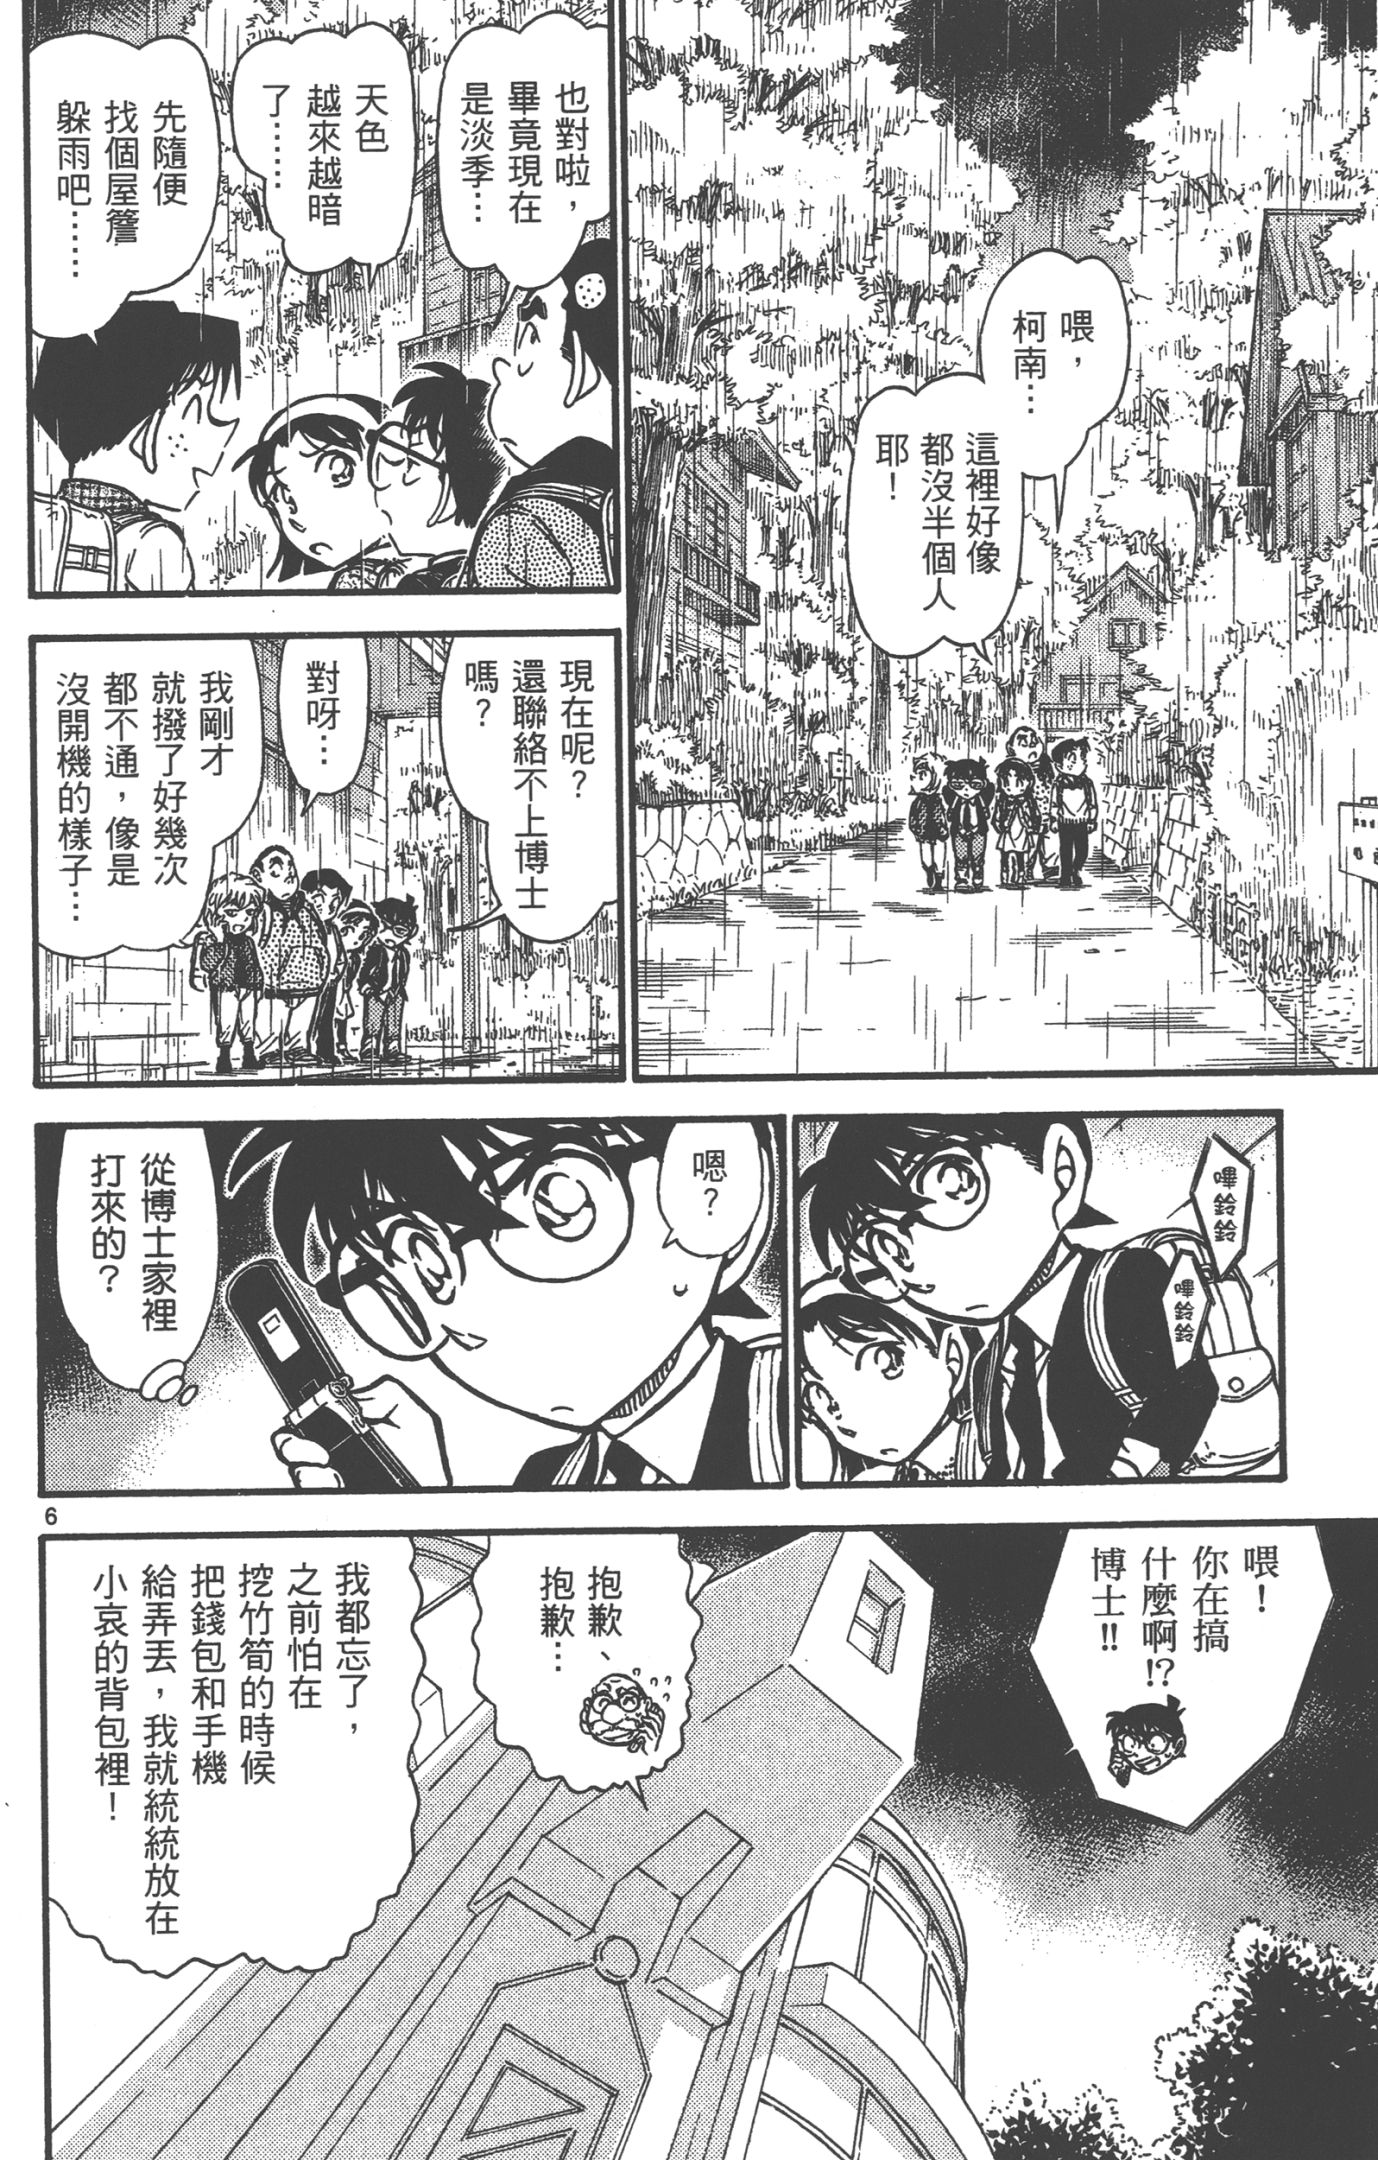 喂，
柯南…
這裡好像
都沒半個人
耶！
也對啦，
畢竟現在
是淡季…
天色
越來越暗
了……
先隨便
找個屋簷
躲雨吧……
現在呢？
還聯絡不上博士
嗎？
對呀…
我剛才
就撥了好幾次
都不通，像是
沒開機的樣子…
嗶鈴鈴
嗶鈴鈴
嗯？
從博士家裡
打來的？
喂！
你在搞
什麼啊!?
博士!!
抱歉、
抱歉…
我都忘了，
之前怕在
挖竹筍的時候
把錢包和手機
給弄丟，我就統統放在
小哀的背包裡！
6